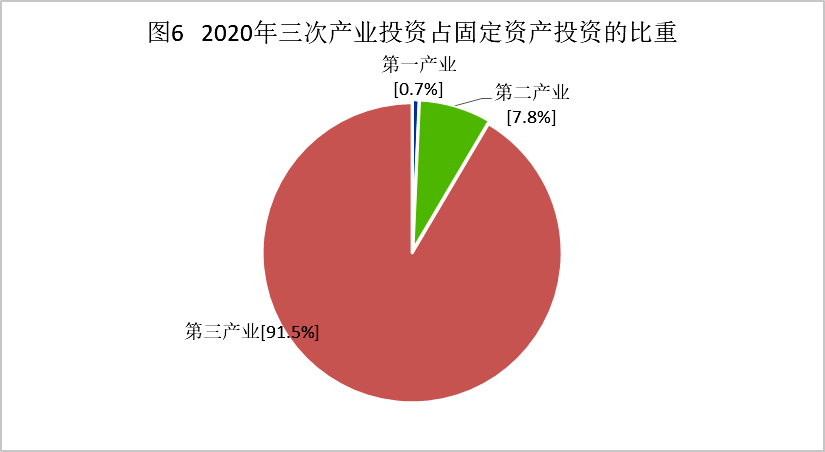 图6 2020年三次产业投资占固定资产投资的比重
第一产业
[0.7%]
第二产业
[7.8%]
第三产业[91.5%]